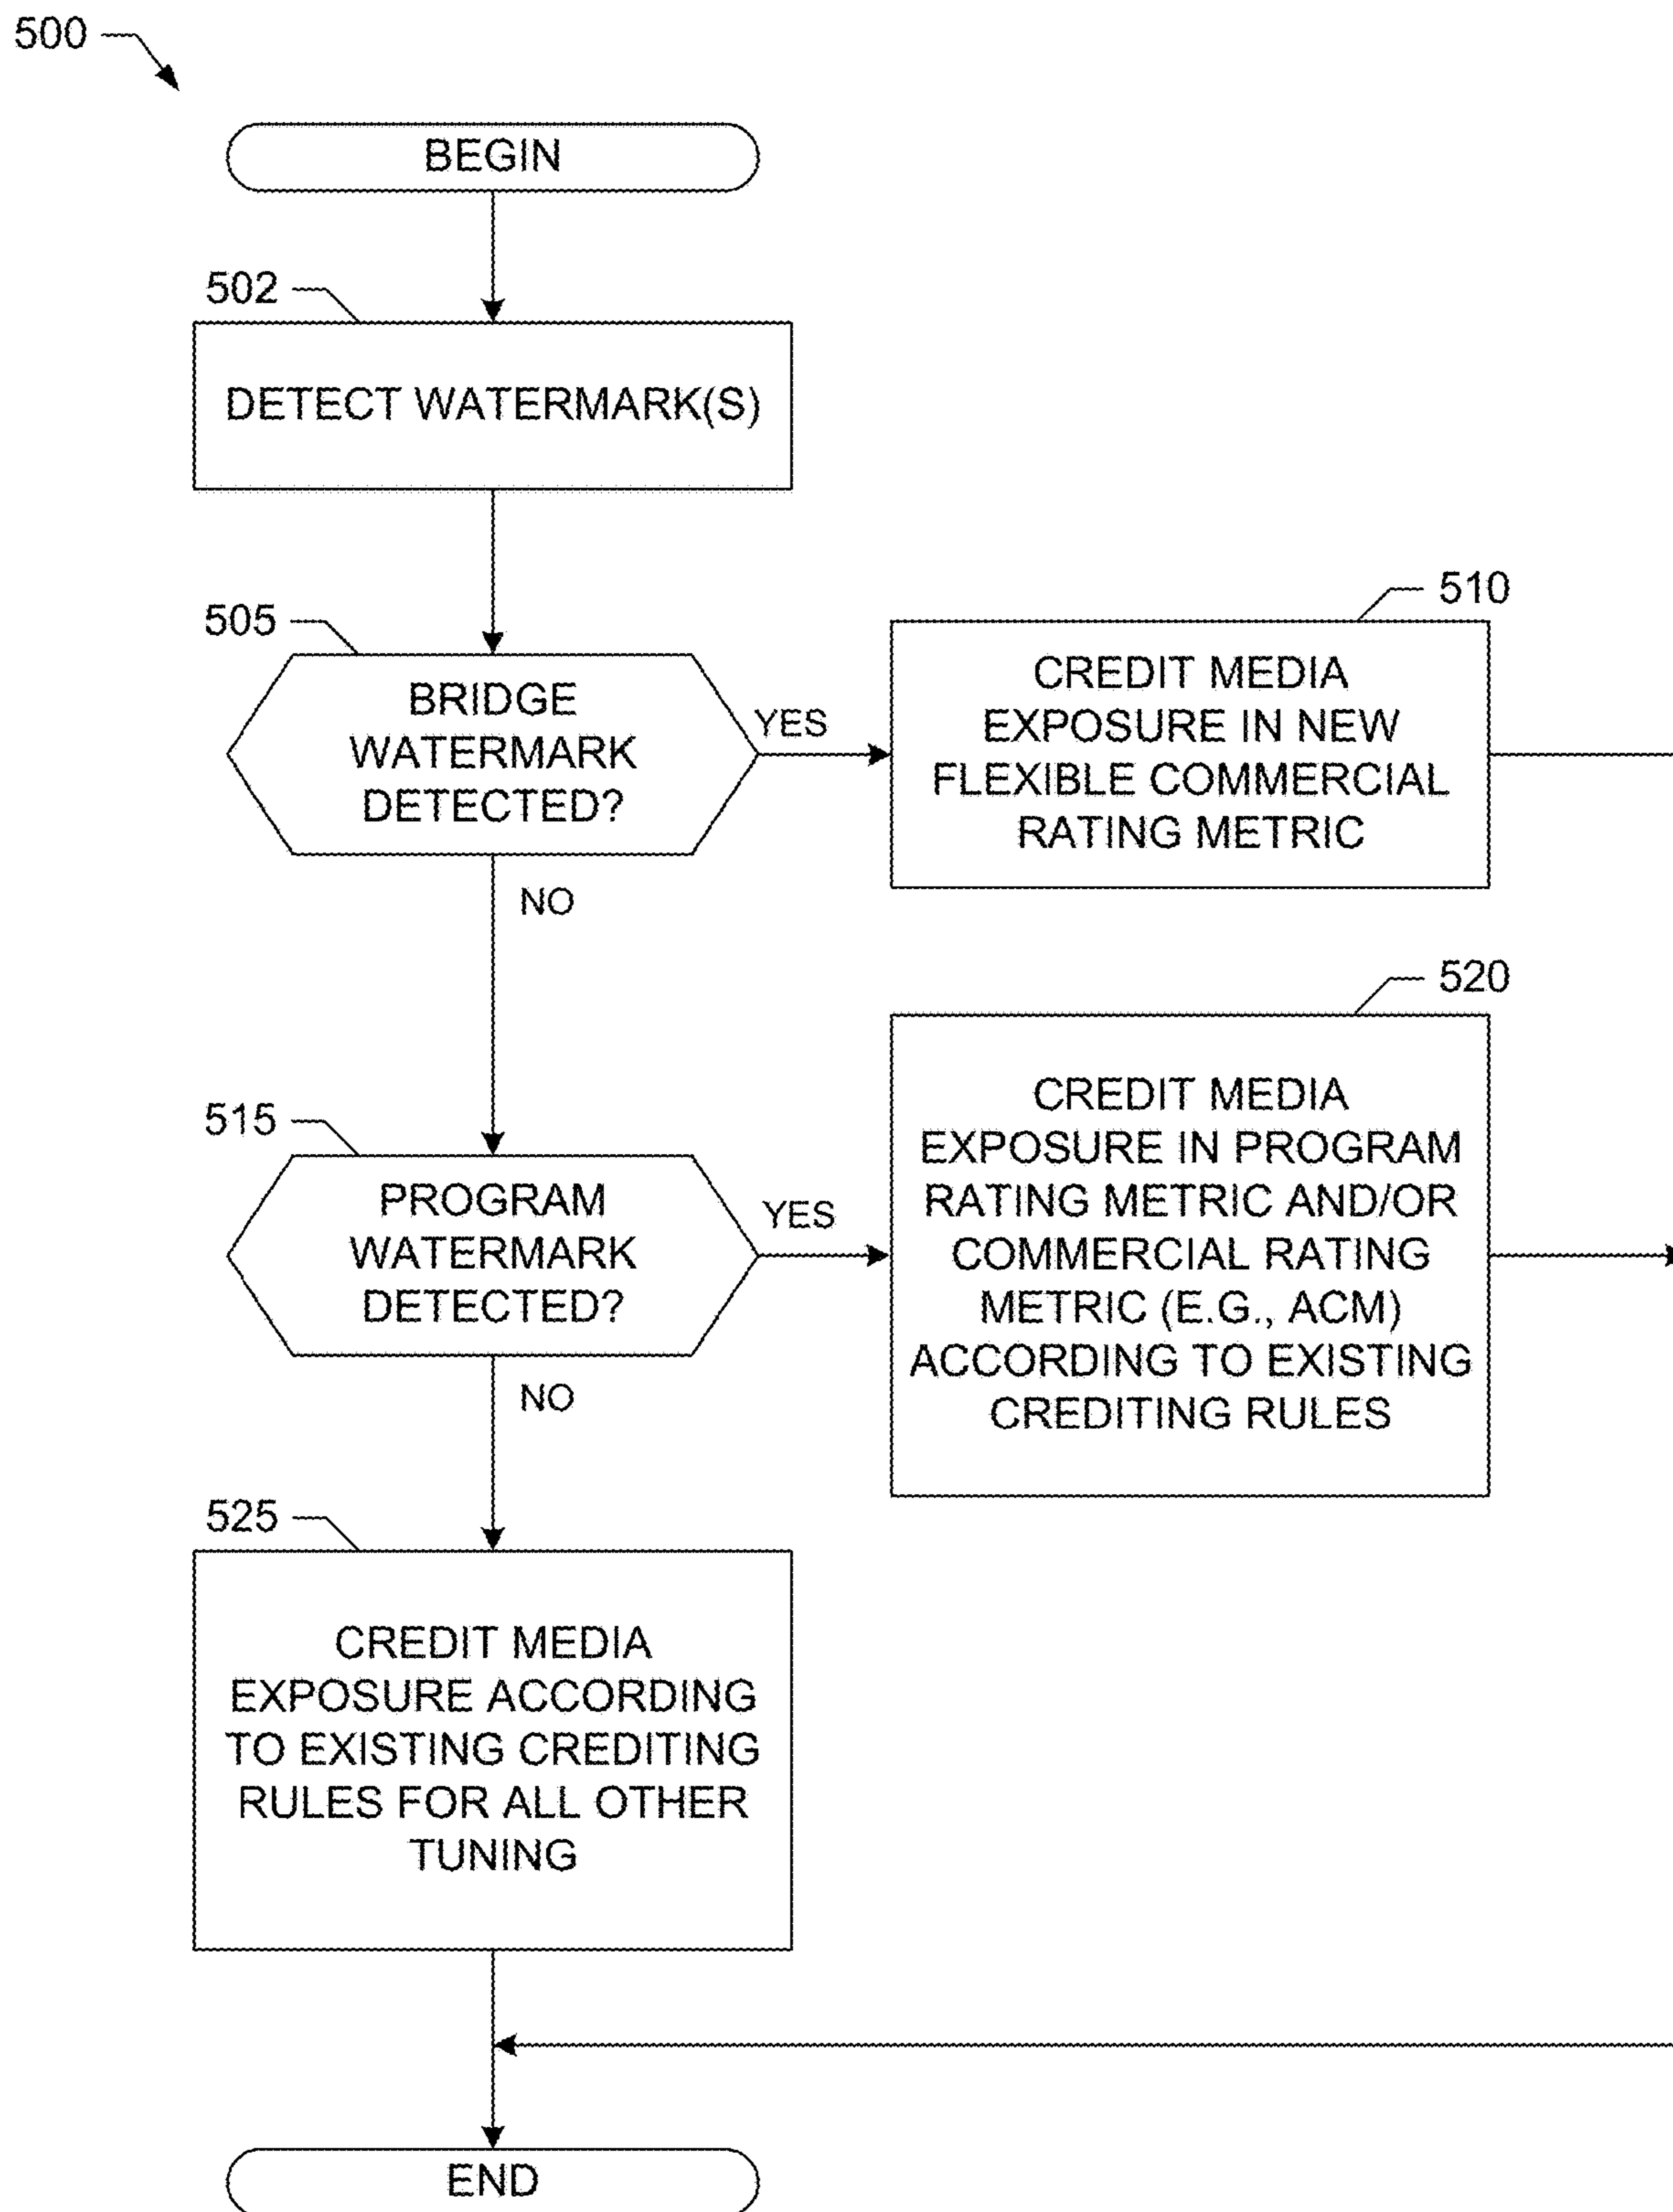 500
BEGIN
502
DETECT WATERMARK(S)
505
BRIDGE
WATERMARK
DETECTED?
YES
510
CREDIT MEDIA
EXPOSURE IN NEW
FLEXIBLE COMMERCIAL
RATING METRIC
NO
515
PROGRAM
WATERMARK
DETECTED?
YES
520
CREDIT MEDIA
EXPOSURE IN PROGRAM
RATING METRIC AND/OR
COMMERCIAL RATING
METRIC (E.G., ACM)
ACCORDING TO EXISTING
CREDITING RULES
NO
525
CREDIT MEDIA
EXPOSURE ACCORDING
TO EXISTING CREDITING
RULES FOR ALL OTHER
TUNING
END